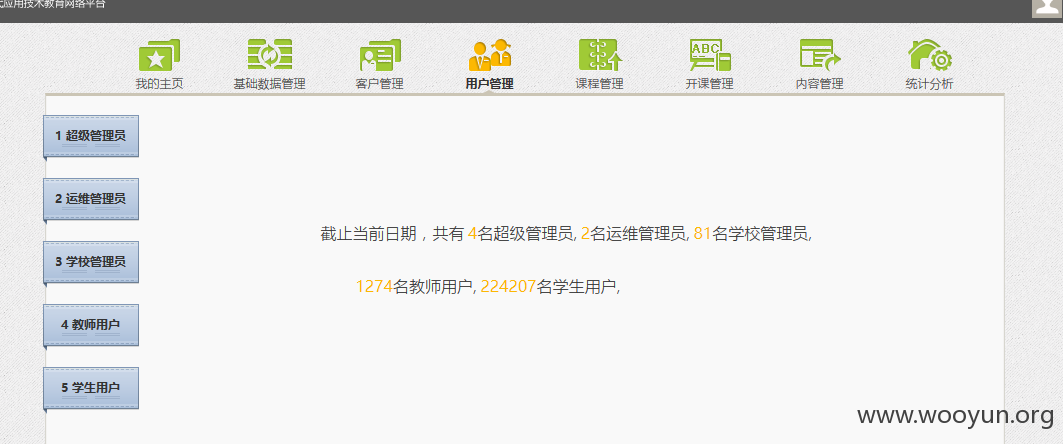 应用技术教育网络平台
我的主页 基础数据管理 客户管理 用户管理 课程管理 开课管理 内容管理 统计分析
ABC
1 超级管理员
2 运维管理员
3 学校管理员
4 教师用户
5 学生用户
截止当前日期，共有 4名超级管理员, 2名运维管理员, 81名学校管理员,
1274名教师用户, 224207名学生用户,
www.wooyun.org